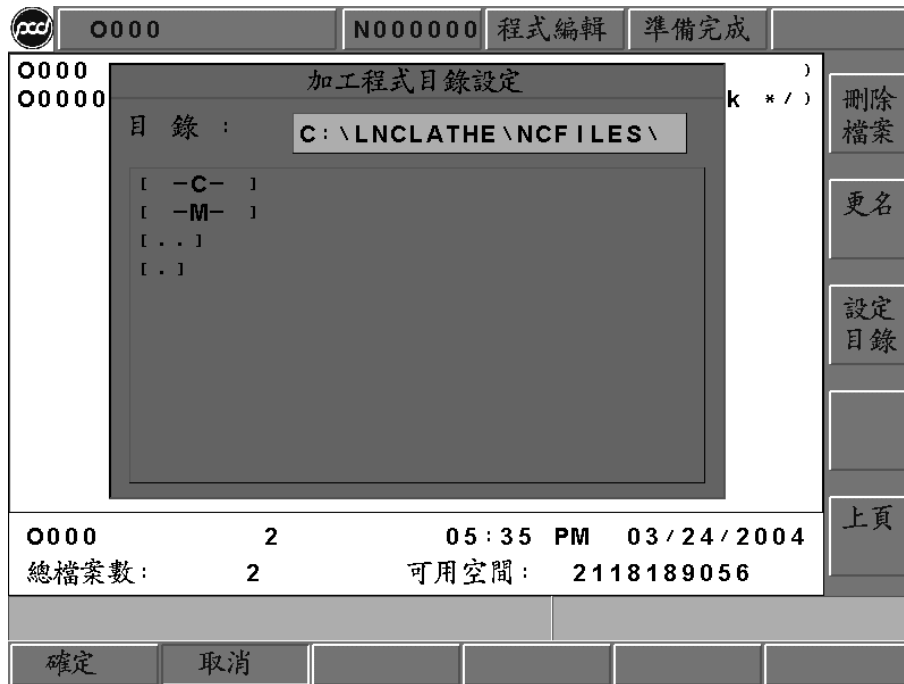 pcd O000 N000000 程式編輯 準備完成
O000 )
O0000 k */)
加工程式目錄設定
目 錄 : C:\LNCLATHE\NCFILES\
[ -C- ]
[ -M- ]
[..]
[.]
刪除
檔案
更名
設定
目錄
上頁
O000 2 05:35 PM 03/24/2004
總檔案數: 2 可用空間: 2118189056
確定 取消